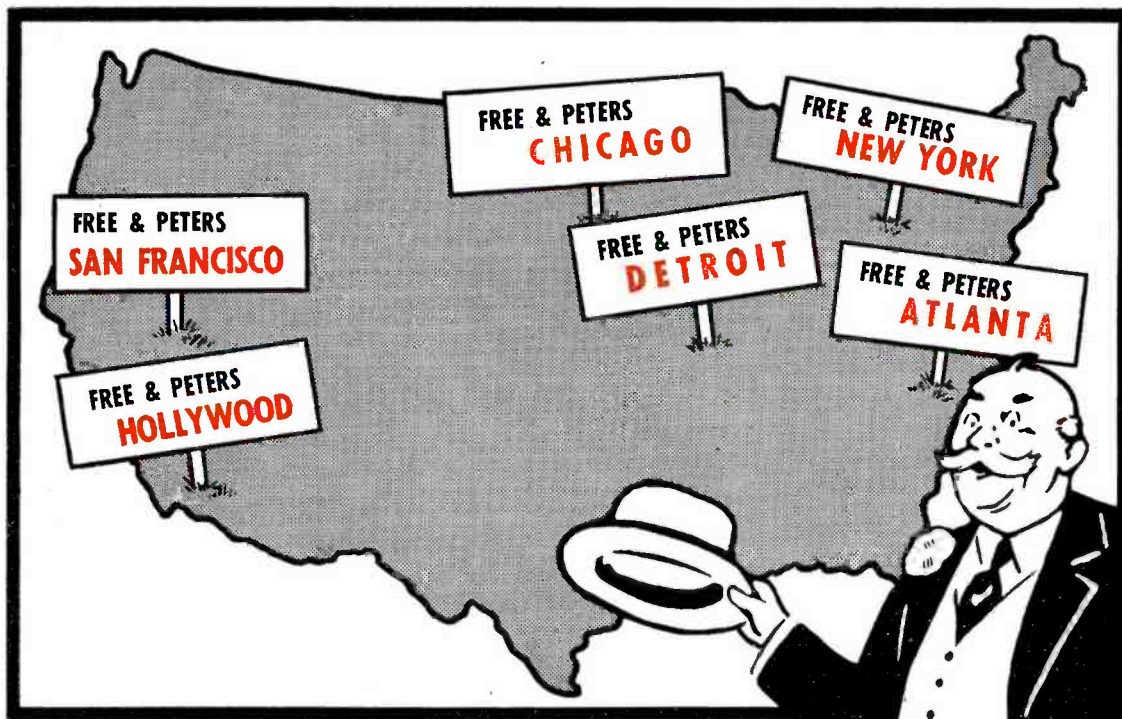 FREE & PETERS
CHICAGO
FREE & PETERS
NEW YORK
FREE & PETERS
SAN FRANCISCO
FREE & PETERS
DETROIT
FREE & PETERS
ATLANTA
FREE & PETERS
HOLLYWOOD